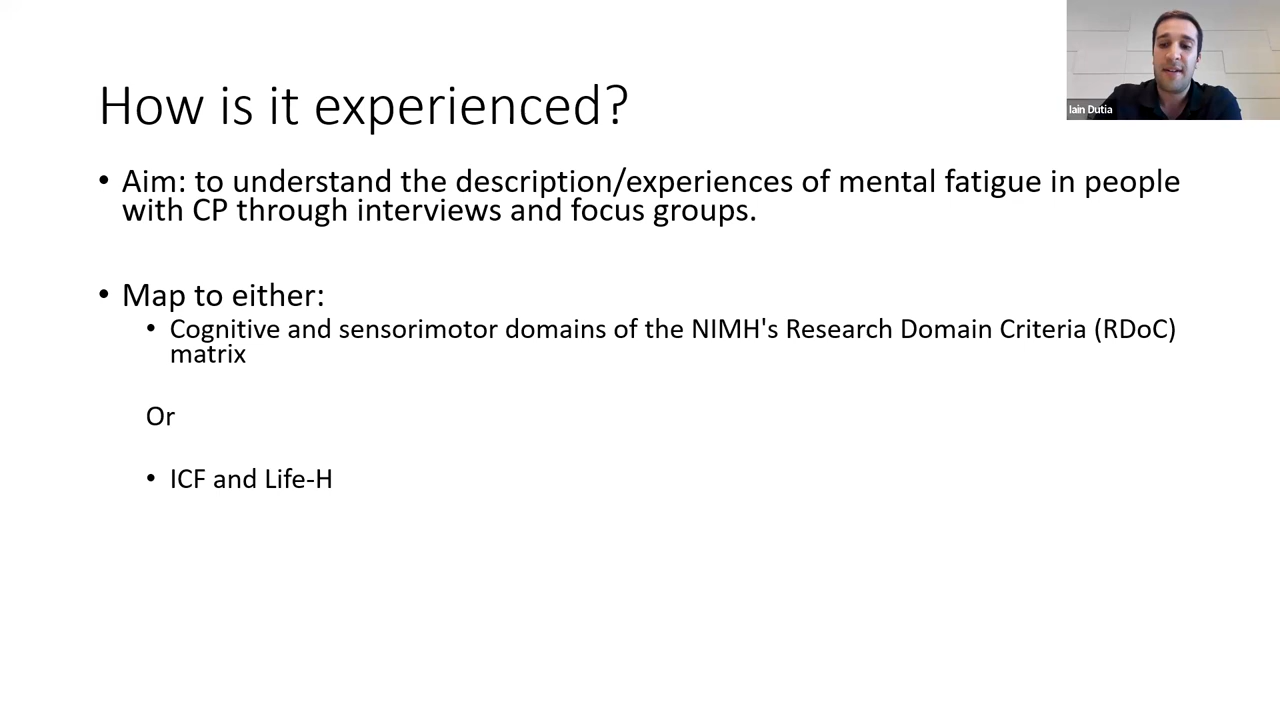 How is it experienced?
Iain Dutia
• Aim: to understand the description/experiences of mental fatigue in people
with CP through interviews and focus groups.
• Map to either:
• Cognitive and sensorimotor domains of the NIMH's Research Domain Criteria (RDoC)
matrix
Or
• ICF and Life-H